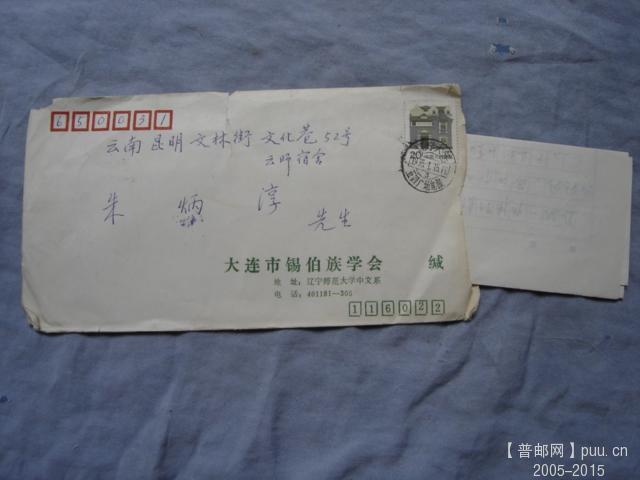 650031
云南昆明文林街文化巷52号
云师宿舍
朱炳淳
先生
大连市锡伯族学会 缄
地 址：辽宁师范大学中文系
电 话：401181—305
116022
【普邮网】puu.cn
2005-2015